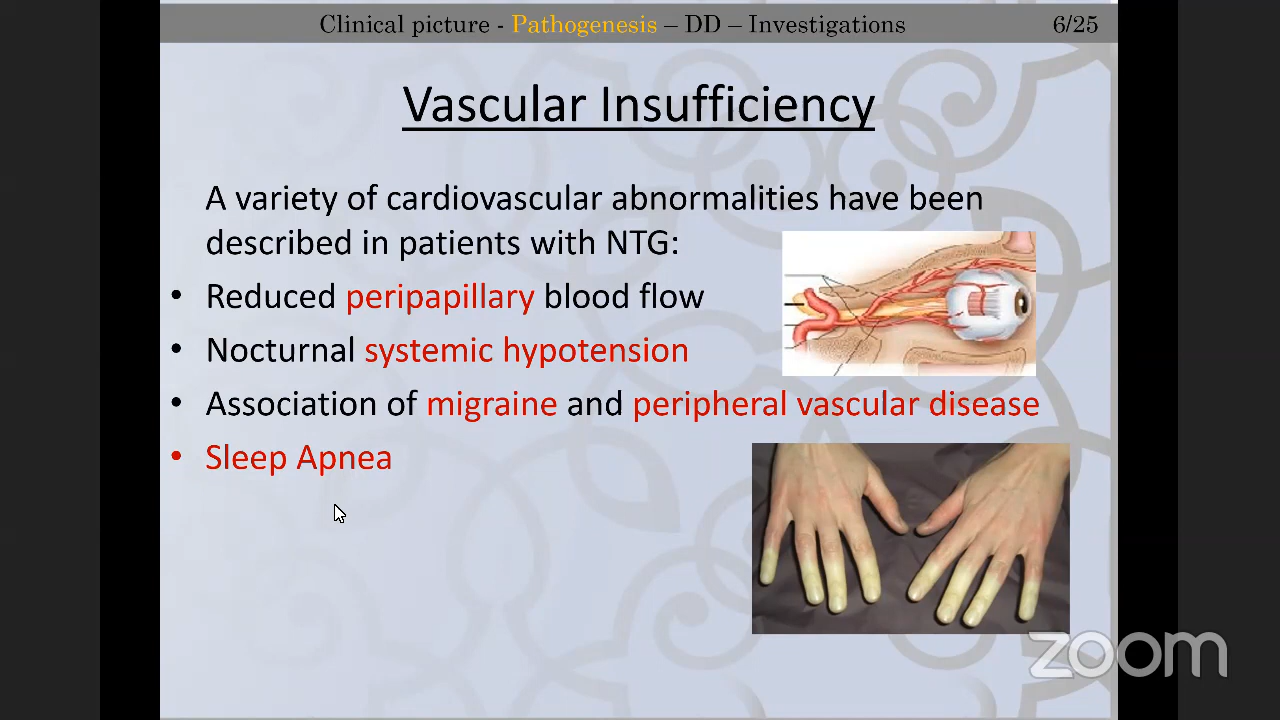 Clinical picture - Pathogenesis – DD – Investigations 6/25
Vascular Insufficiency
A variety of cardiovascular abnormalities have been
described in patients with NTG:
• Reduced peripapillary blood flow
• Nocturnal systemic hypotension
• Association of migraine and peripheral vascular disease
• Sleep Apnea
zoom